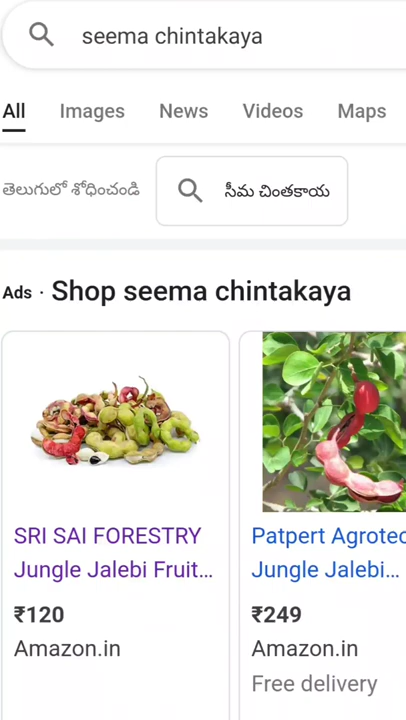 seema chintakaya
All Images News Videos Maps
తెలుగులో శోధించండి సీమ చింతకాయ
Ads · Shop seema chintakaya
SRI SAI FORESTRY
Jungle Jalebi Fruit...
₹120
Amazon.in
Patpert Agrotec
Jungle Jalebi...
₹249
Amazon.in
Free delivery